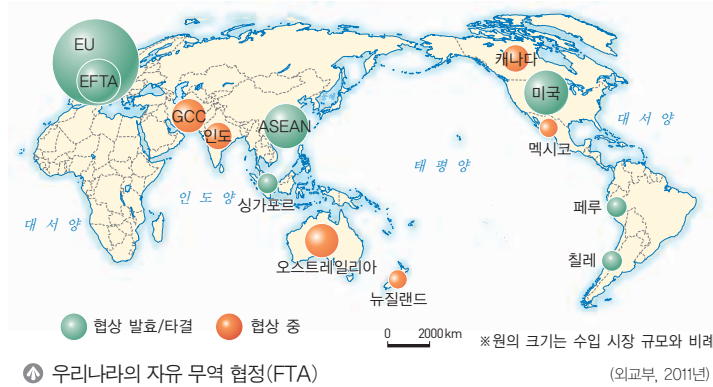 EU
EFTA
캐나다
미국
GCC
인도
ASEAN
대서양
멕시코
태평양
인도양
싱가포르
페루
대서양
칠레
오스트레일리아
뉴질랜드
협상 발효/타결
협상 중
0 2000km
※원의 크기는 수입 시장 규모와 비례
우리나라의 자유 무역 협정(FTA)
(외교부, 2011년)